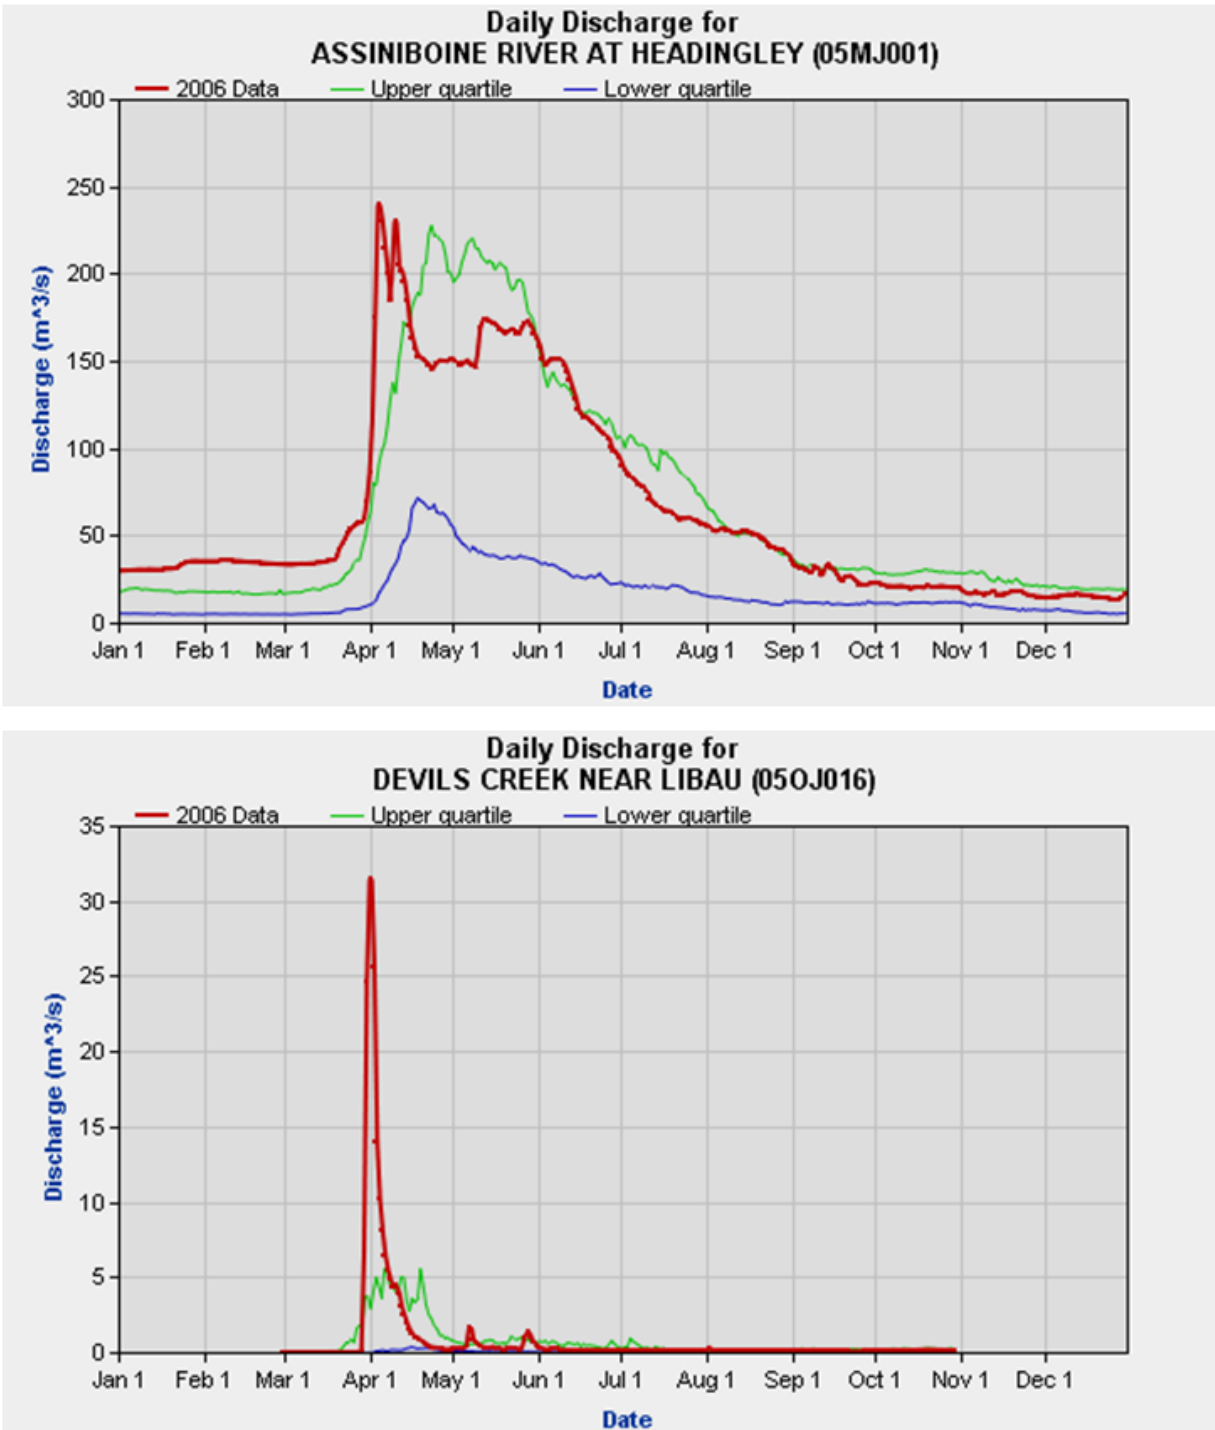 Daily Discharge for
ASSINIBOINE RIVER AT HEADINGLEY (05MJ001)
2006 Data Upper quartile Lower quartile
300
250
200
150
100
50
0
Discharge (m^3/s)
Jan 1 Feb 1 Mar 1 Apr 1 May 1 Jun 1 Jul 1 Aug 1 Sep 1 Oct 1 Nov 1 Dec 1
Date
Daily Discharge for
DEVILS CREEK NEAR LIBAU (05OJ016)
2006 Data Upper quartile Lower quartile
35
30
25
20
15
10
5
0
Discharge (m^3/s)
Jan 1 Feb 1 Mar 1 Apr 1 May 1 Jun 1 Jul 1 Aug 1 Sep 1 Oct 1 Nov 1 Dec 1
Date